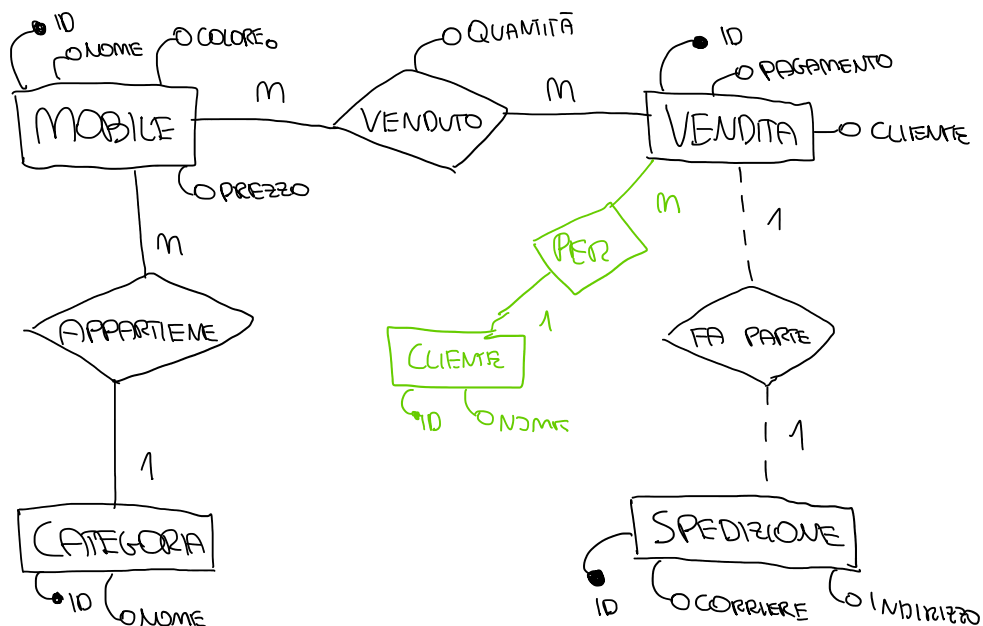 ID
NOME
COLORE
QUANTITÀ
ID
PAGAMENTO
MOBILE
M
VENDUTO
M
VENDITA
CLIENTE
PREZZO
M
PER
M
1
APPARTIENE
1
CLIENTE
ID
NOME
FA PARTE
1
1
CATEGORIA
ID
NOME
SPEDIZIONE
ID
CORRIERE
INDIRIZZO